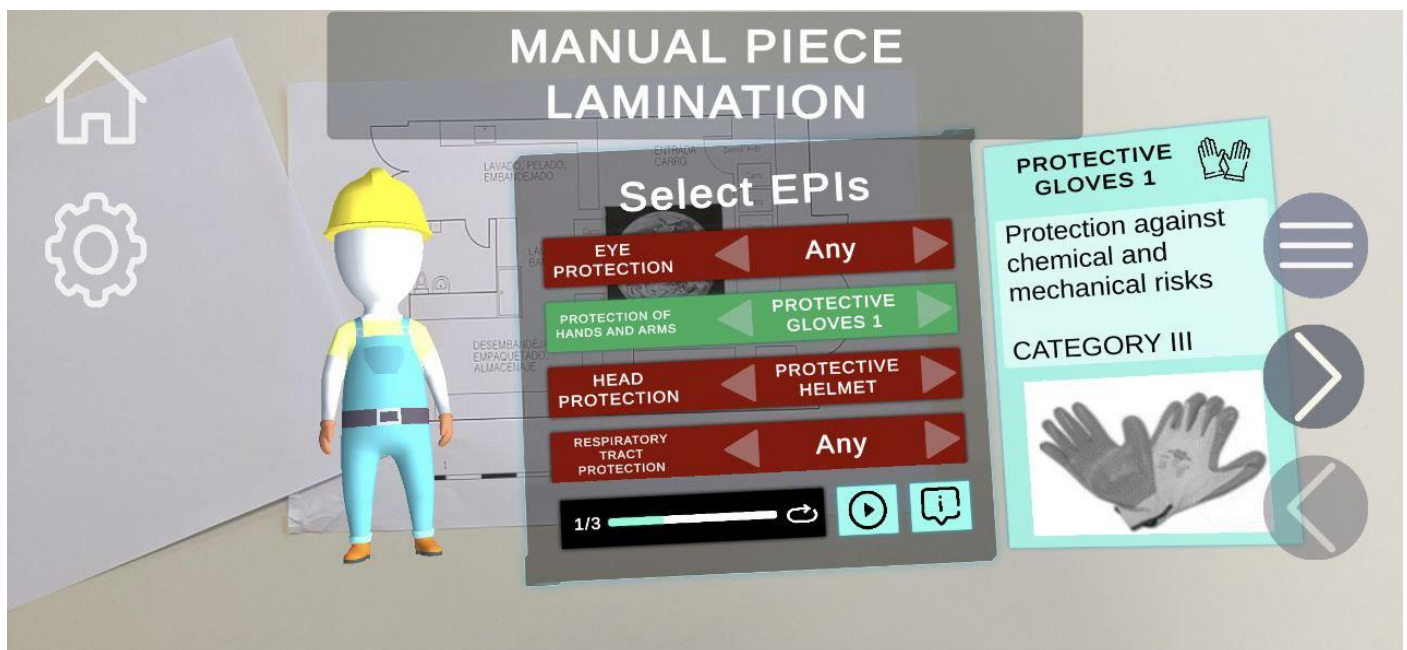 MANUAL PIECE
LAMINATION
LAVADO, PELADO,
EMBANDEJADO
ENTRADA
CARRO
Select EPIs
EYE
PROTECTION
Any
PROTECTION OF
HANDS AND ARMS
PROTECTIVE
GLOVES 1
HEAD
PROTECTION
PROTECTIVE
HELMET
RESPIRATORY
TRACT
PROTECTION
Any
1/3
EMPAQUETADO,
ALMACENAJE
PROTECTIVE
GLOVES 1
Protection against
chemical and
mechanical risks
CATEGORY III